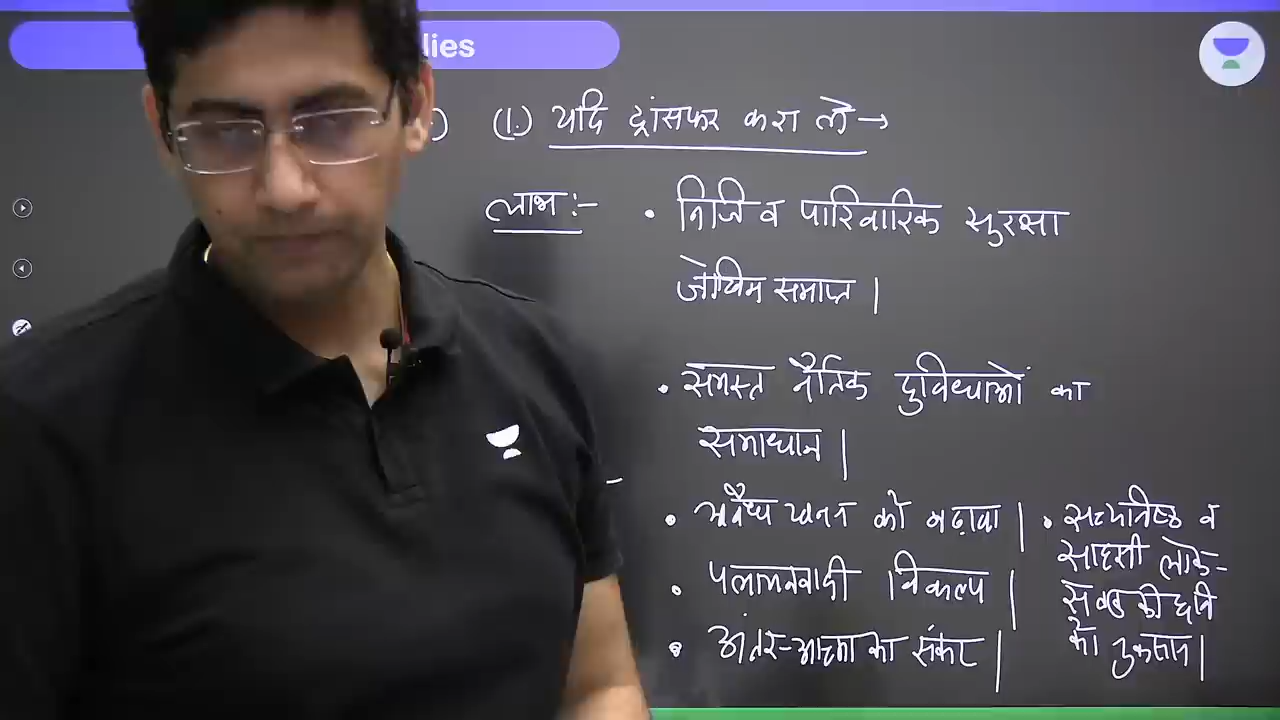 lies
) (1.) यदि ट्रांसफर करा लें →
लाभ :- • निजि व पारिवारिक सुरक्षा
जोखिम समाप्त |
• समस्त नैतिक दुविधाओं का
समाधान |
• अवैध खनन को बढ़ावा |
• पलायनवादी विकल्प |
• अंतर-आत्मा का संकट |
• सत्यनिष्ठ व
साहसी लोक-
सेवक की छवि
को नुकसान |